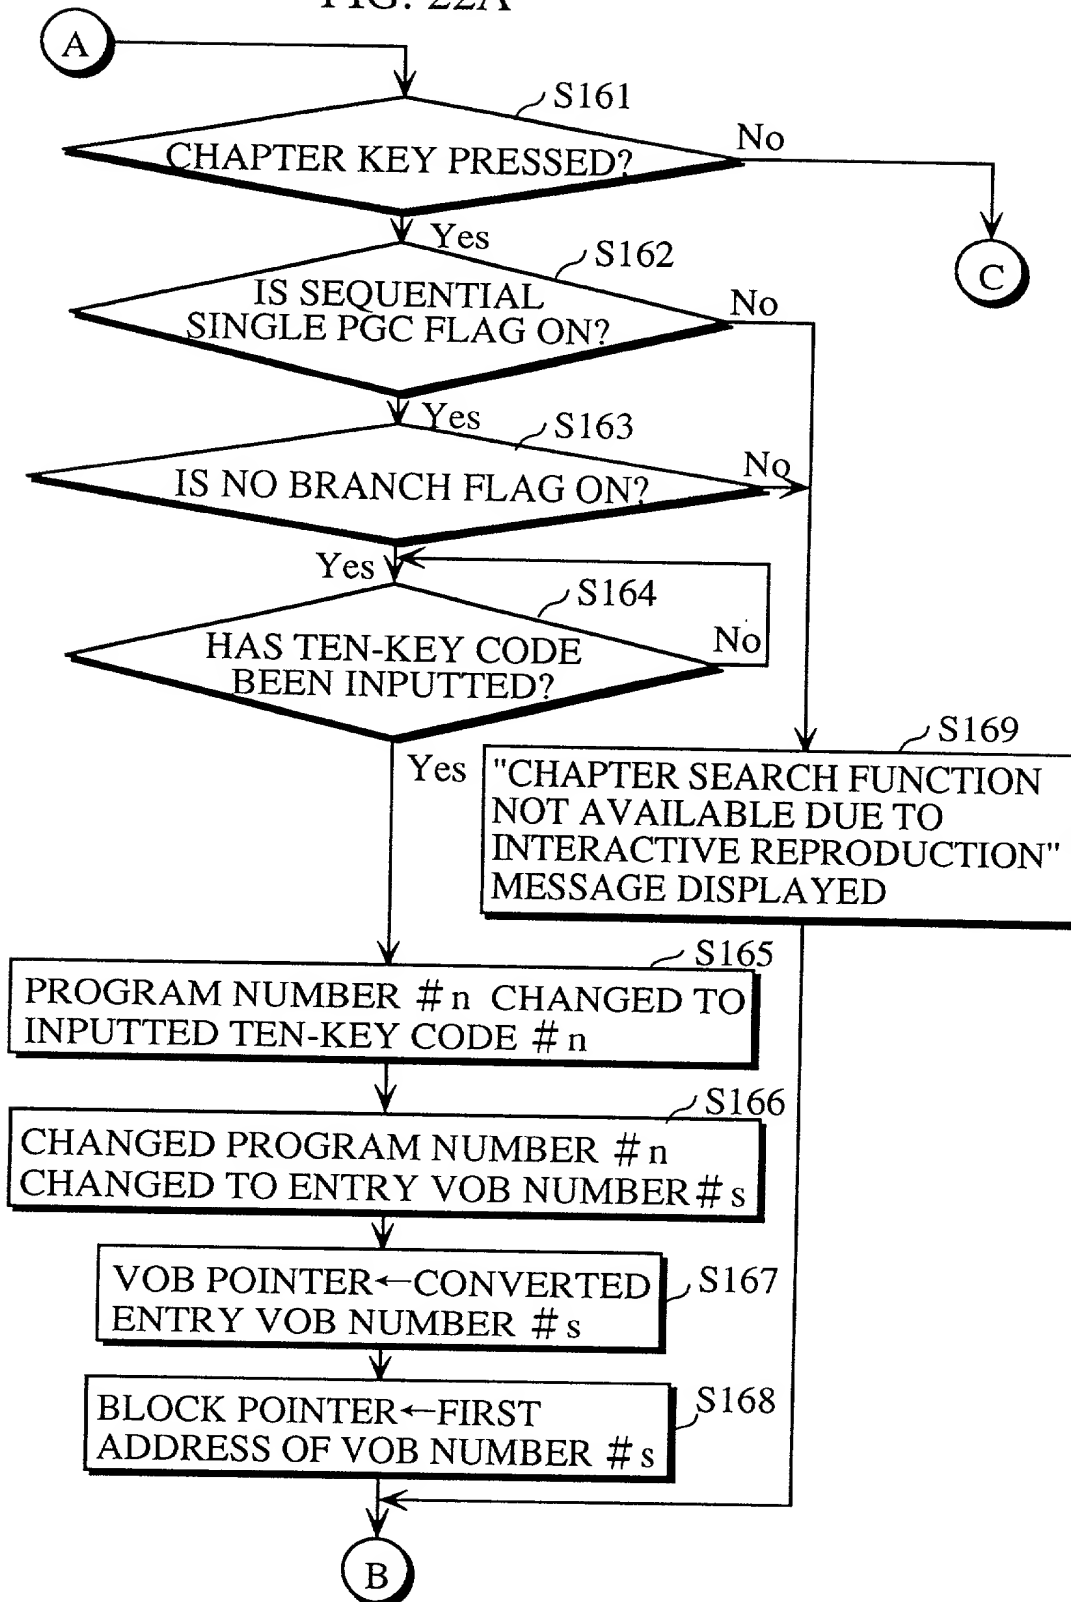 FIG. 22A
A
S161
CHAPTER KEY PRESSED?
No
Yes
C
S162
IS SEQUENTIAL
SINGLE PGC FLAG ON?
No
Yes
S163
IS NO BRANCH FLAG ON?
No
Yes
S164
HAS TEN-KEY CODE
BEEN INPUTTED?
No
Yes
S169
"CHAPTER SEARCH FUNCTION
NOT AVAILABLE DUE TO
INTERACTIVE REPRODUCTION"
MESSAGE DISPLAYED
S165
PROGRAM NUMBER #n CHANGED TO
INPUTTED TEN-KEY CODE #n
S166
CHANGED PROGRAM NUMBER #n
CHANGED TO ENTRY VOB NUMBER #s
S167
VOB POINTER←CONVERTED
ENTRY VOB NUMBER #s
S168
BLOCK POINTER←FIRST
ADDRESS OF VOB NUMBER #s
B